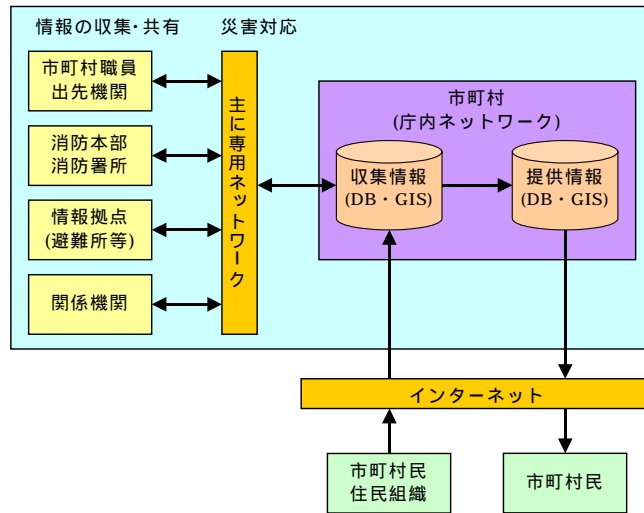 情報の収集・共有
災害対応
市町村職員
出先機関
消防本部
消防署所
情報拠点
(避難所等)
関係機関
主に専用ネットワーク
市町村
(庁内ネットワーク)
収集情報
(DB・GIS)
提供情報
(DB・GIS)
インターネット
市町村民
住民組織
市町村民